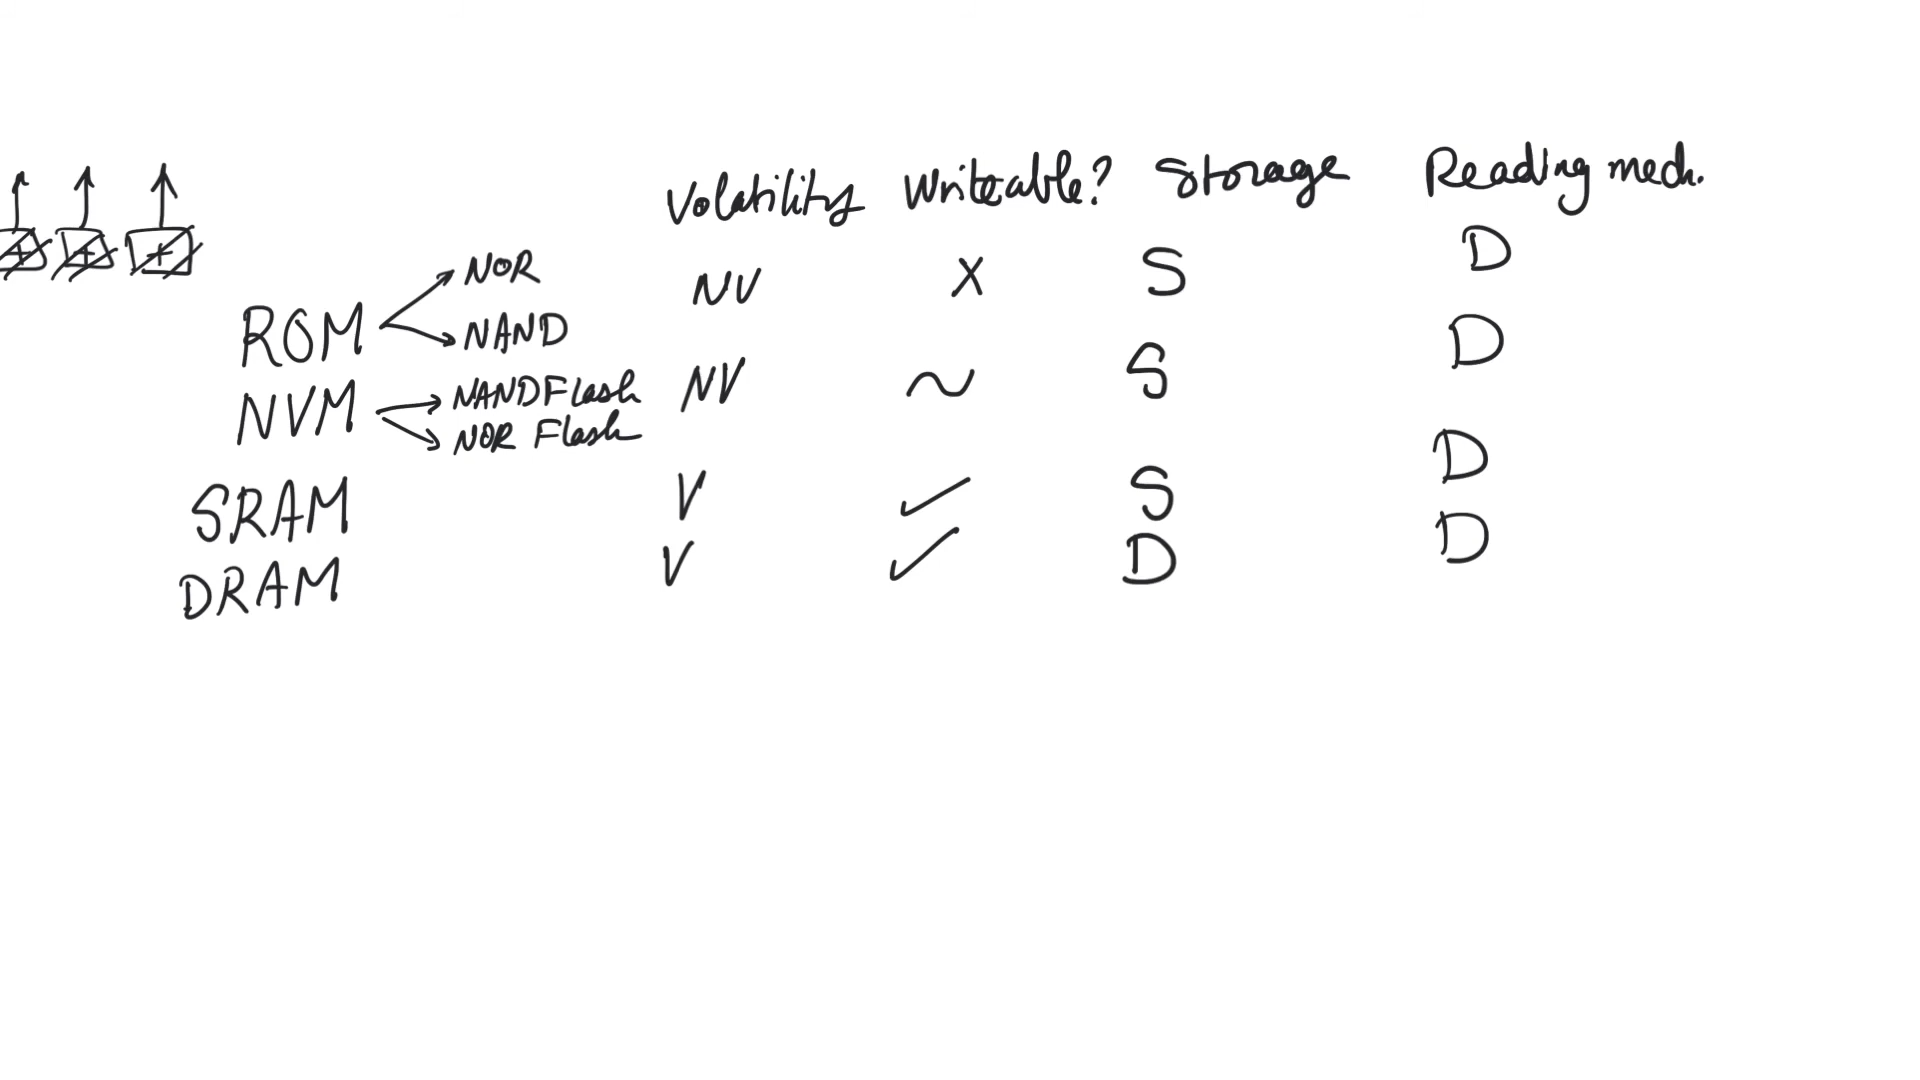 Volatility Writeable? Storage Reading mech.
+ + +
NOR NV X S D
ROM
NAND
NVM NANDFlash NV ~ S D
NOR Flash
SRAM V ✓ S D
DRAM V ✓ D D